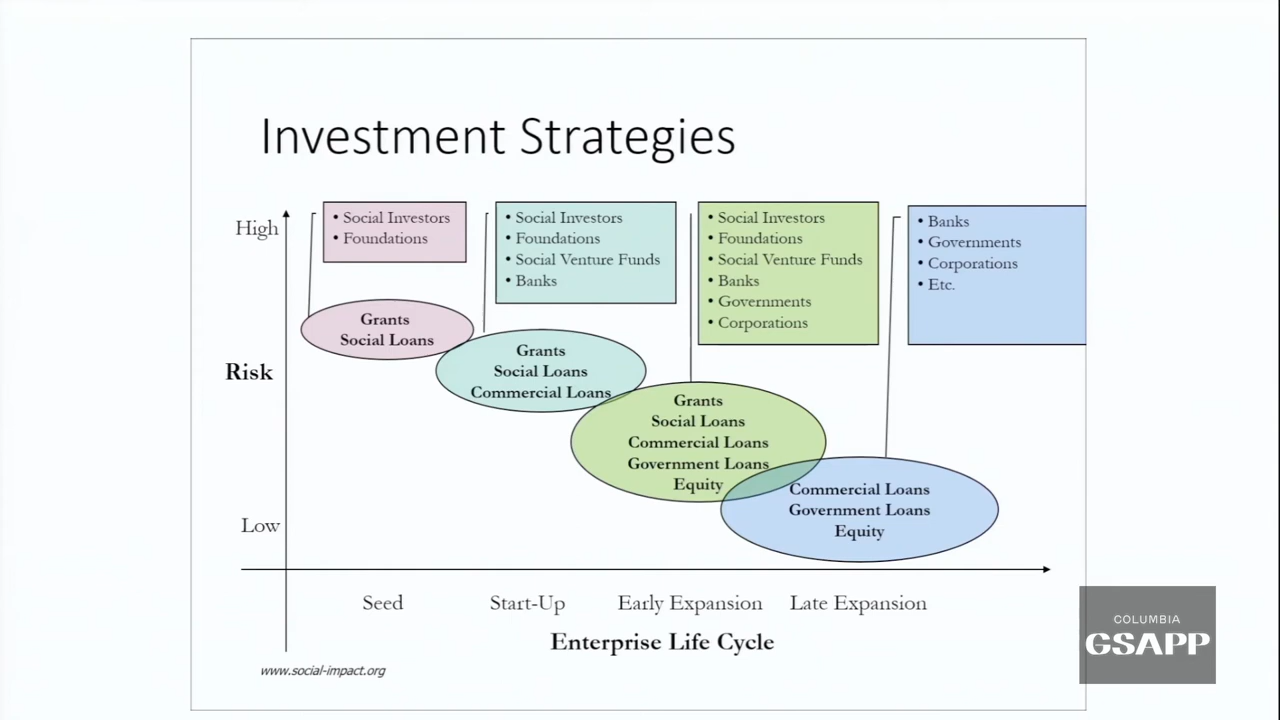 Investment Strategies
High
• Social Investors
• Foundations
• Social Investors
• Foundations
• Social Venture Funds
• Banks
• Social Investors
• Foundations
• Social Venture Funds
• Banks
• Governments
• Corporations
• Banks
• Governments
• Corporations
• Etc.
Grants
Social Loans
Risk
Grants
Social Loans
Commercial Loans
Grants
Social Loans
Commercial Loans
Government Loans
Equity
Commercial Loans
Government Loans
Equity
Low
Seed
Start-Up
Early Expansion
Late Expansion
Enterprise Life Cycle
www.social-impact.org
COLUMBIA
GSAPP